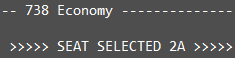 -- 738 Economy --------------
>>>>> SEAT SELECTED 2A >>>>>